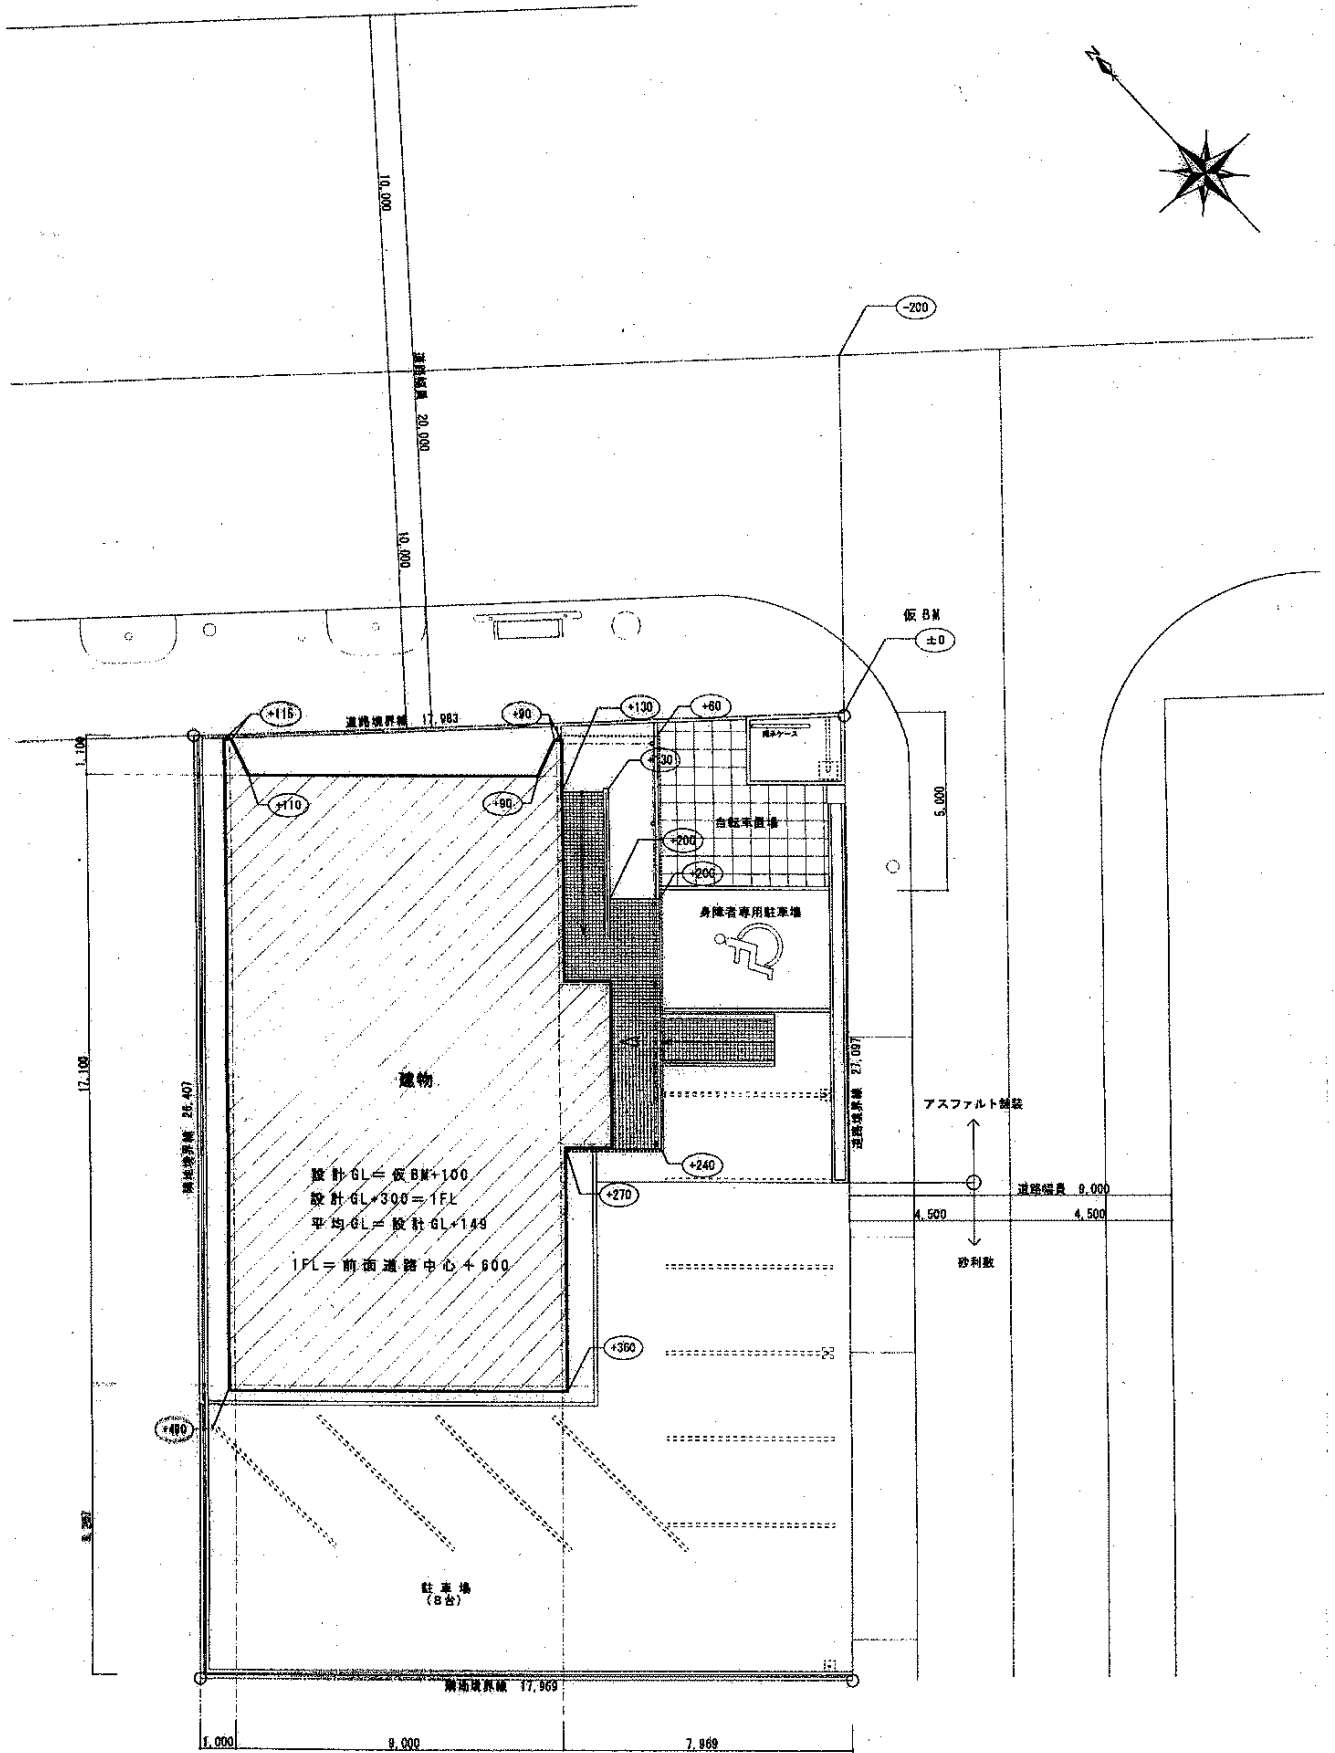 N
10,000
-200
道路幅員 20,000
10,000
仮BM
±0
+115
道路境界線 17,983
+90
+130
+60
1,100
掲示ケース
+110
+90
5,000
自転車置場
+200
+200
身障者専用駐車場
17,100
建物
隣地境界線 26,407
道路境界線 27,097
アスファルト舗装
設計GL=仮BM+100
設計GL+300=1FL
平均GL=設計GL+149
1FL=前面道路中心+600
+240
+270
道路幅員 9,000
4,500
4,500
砂利敷
+360
駐車場
(8台)
隣地境界線 17,969
1,000
9,000
7,969